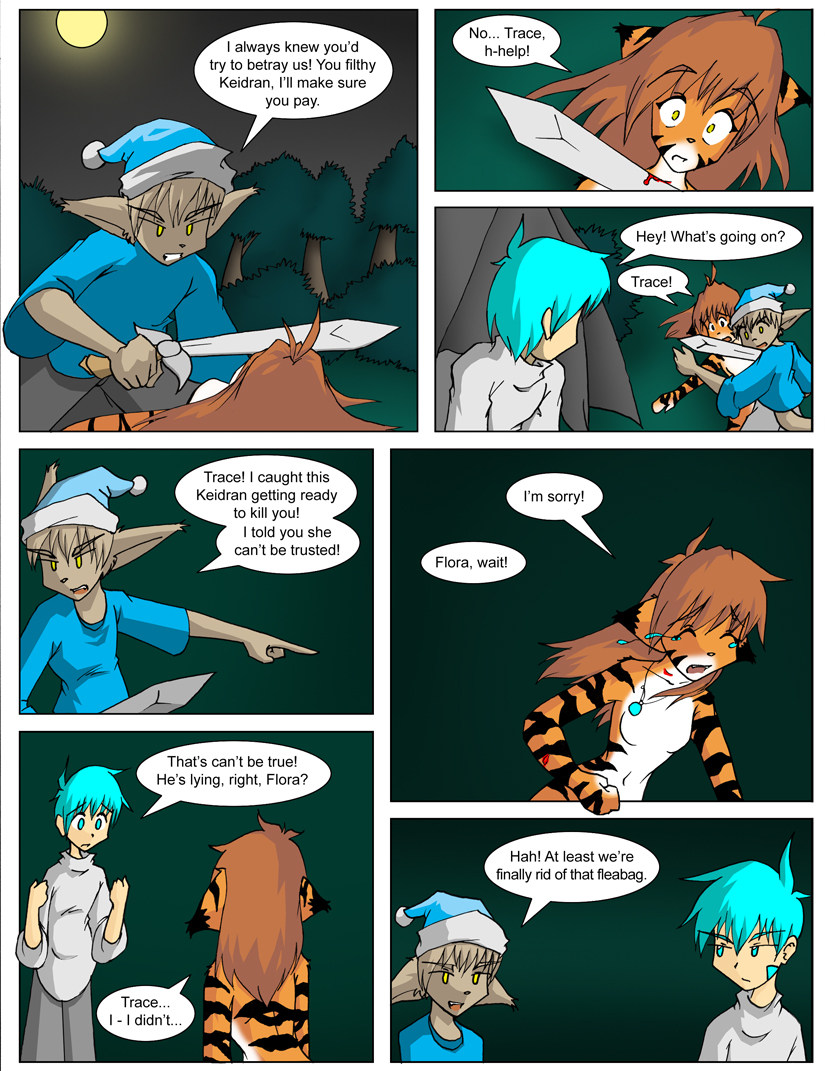 I always knew you'd
try to betray us! You filthy
Keidran, I'll make sure
you pay.
No... Trace,
h-help!
Hey! What's going on?
Trace!
Trace! I caught this
Keidran getting ready
to kill you!
I told you she
can't be trusted!
That's can't be true!
He's lying, right, Flora?
Trace...
I - I didn't...
I'm sorry!
Flora, wait!
Hah! At least we're
finally rid of that fleabag.